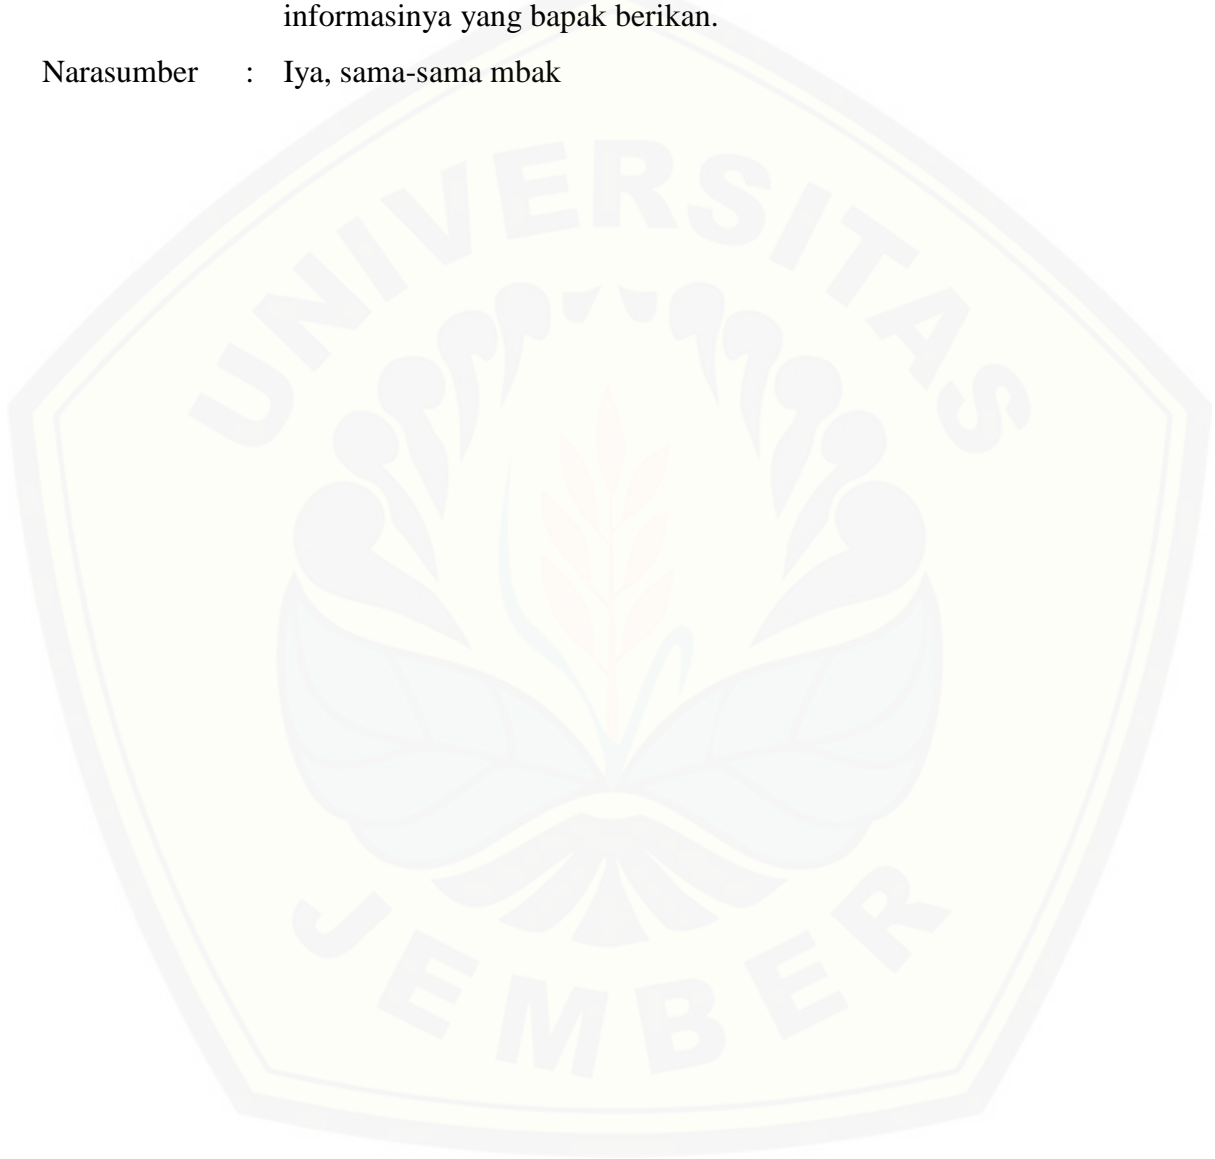 informasinya yang bapak berikan.
Narasumber : Iya, sama-sama mbak
UNIVERSITAS
JEMBER